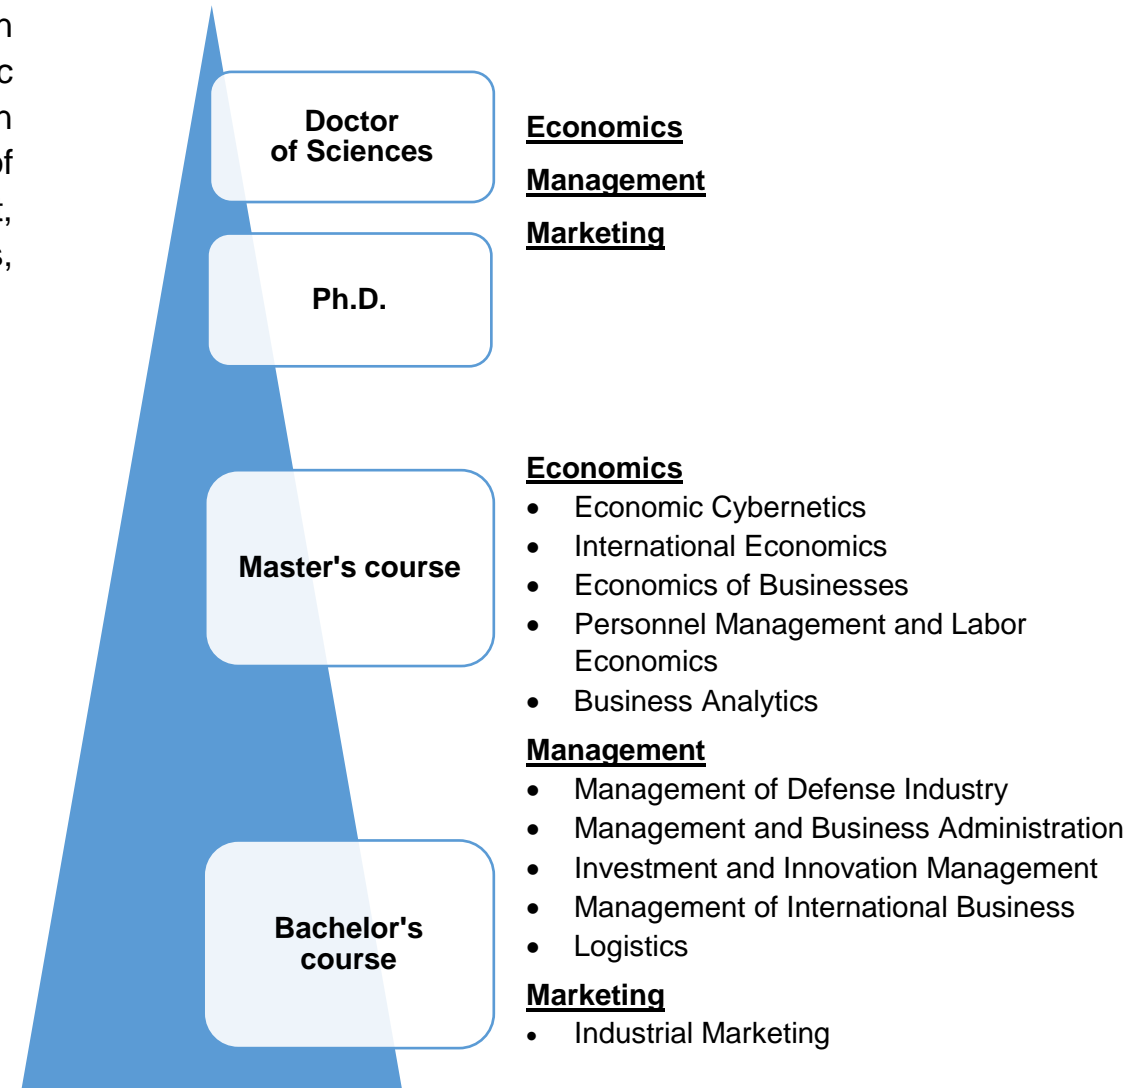 Doctor
of Sciences
Ph.D.
Master's course
Bachelor's
course
Economics
Management
Marketing
Economics
• Economic Cybernetics
• International Economics
• Economics of Businesses
• Personnel Management and Labor
Economics
• Business Analytics
Management
• Management of Defense Industry
• Management and Business Administration
• Investment and Innovation Management
• Management of International Business
• Logistics
Marketing
• Industrial Marketing